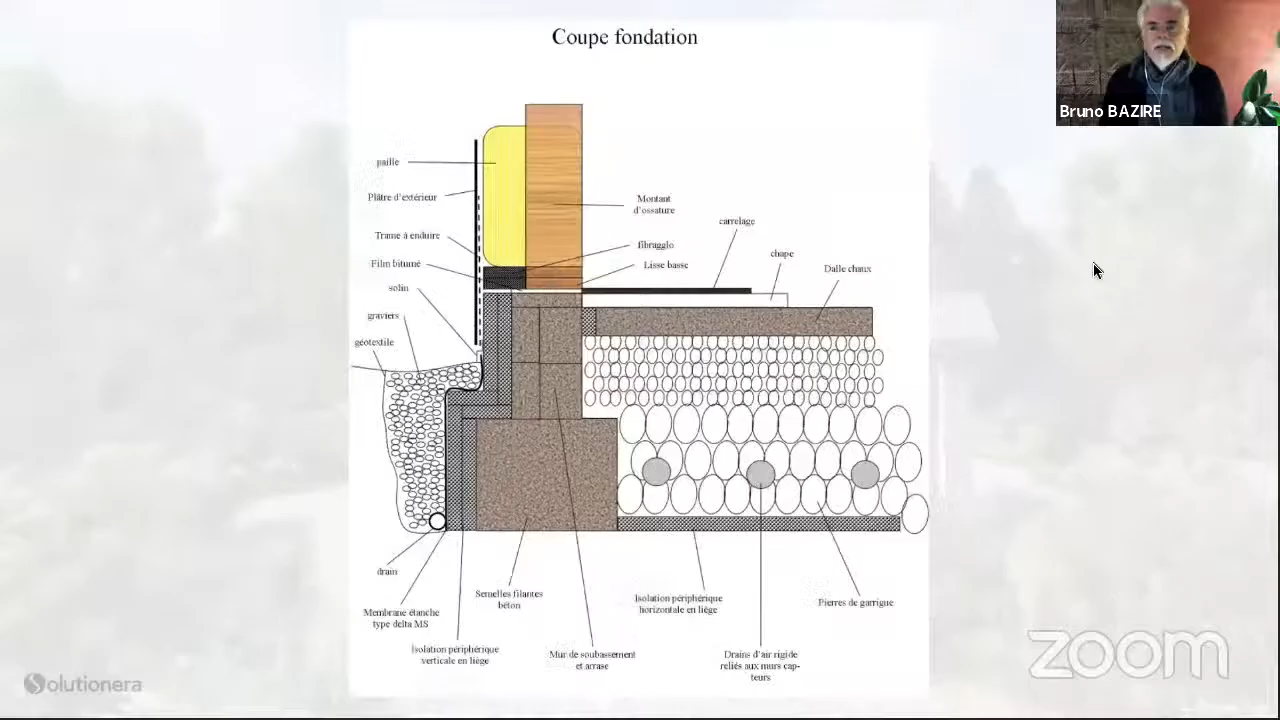 Coupe fondation
Bruno BAZIRE
paille
Plâtre d'extérieur
Trame à enduire
Film bitumé
solin
graviers
géotextile
Montant
d'ossature
fibragglo
Lisse basse
carrelage
chape
Dalle chaux
drain
Membrane étanche
type delta MS
Isolation périphérique
verticale en liège
Semelles filantes
béton
Mur de soubassement
et arrase
Isolation périphérique
horizontale en liège
Drains d'air rigide
reliés aux murs cap-
teurs
Pierres de garrigue
Solutionera
zoom